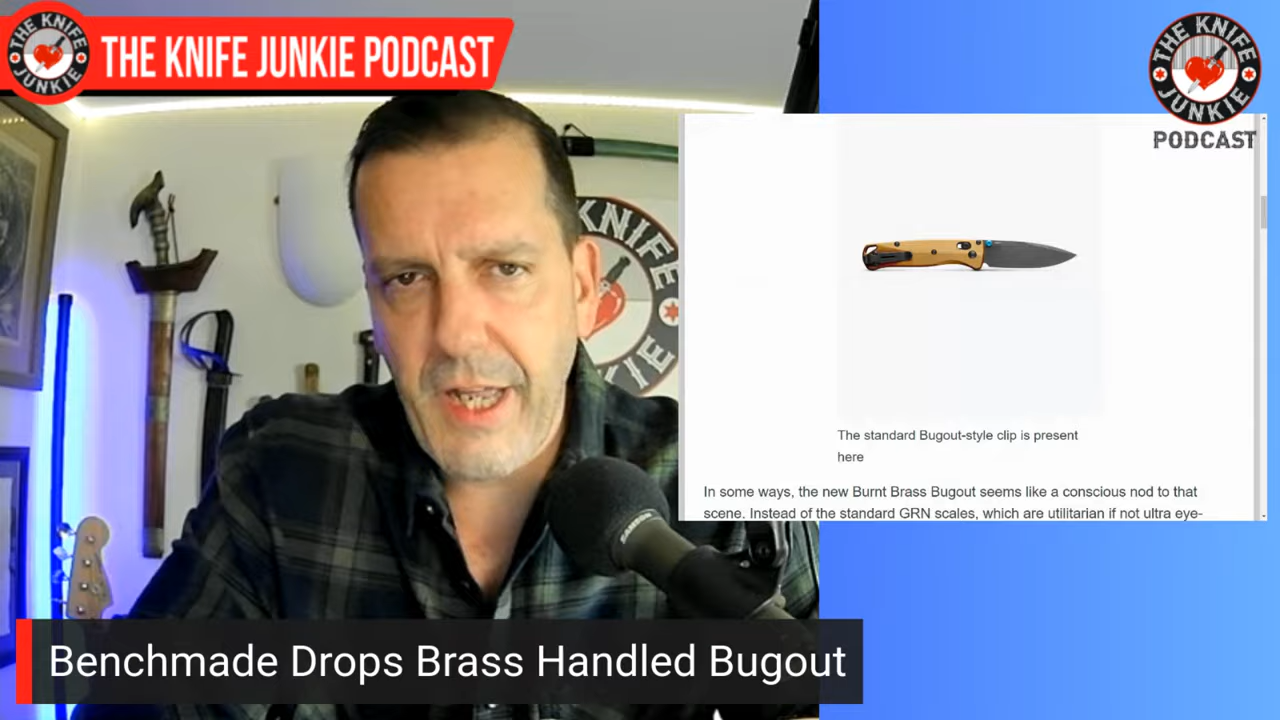 THE KNIFE JUNKIE
THE KNIFE JUNKIE PODCAST
THE KNIFE JUNKIE
PODCAST
KNIFE
The standard Bugout-style clip is present
here
In some ways, the new Burnt Brass Bugout seems like a conscious nod to that
scene. Instead of the standard GRN scales, which are utilitarian if not ultra eye-
SAMSON
Benchmade Drops Brass Handled Bugout